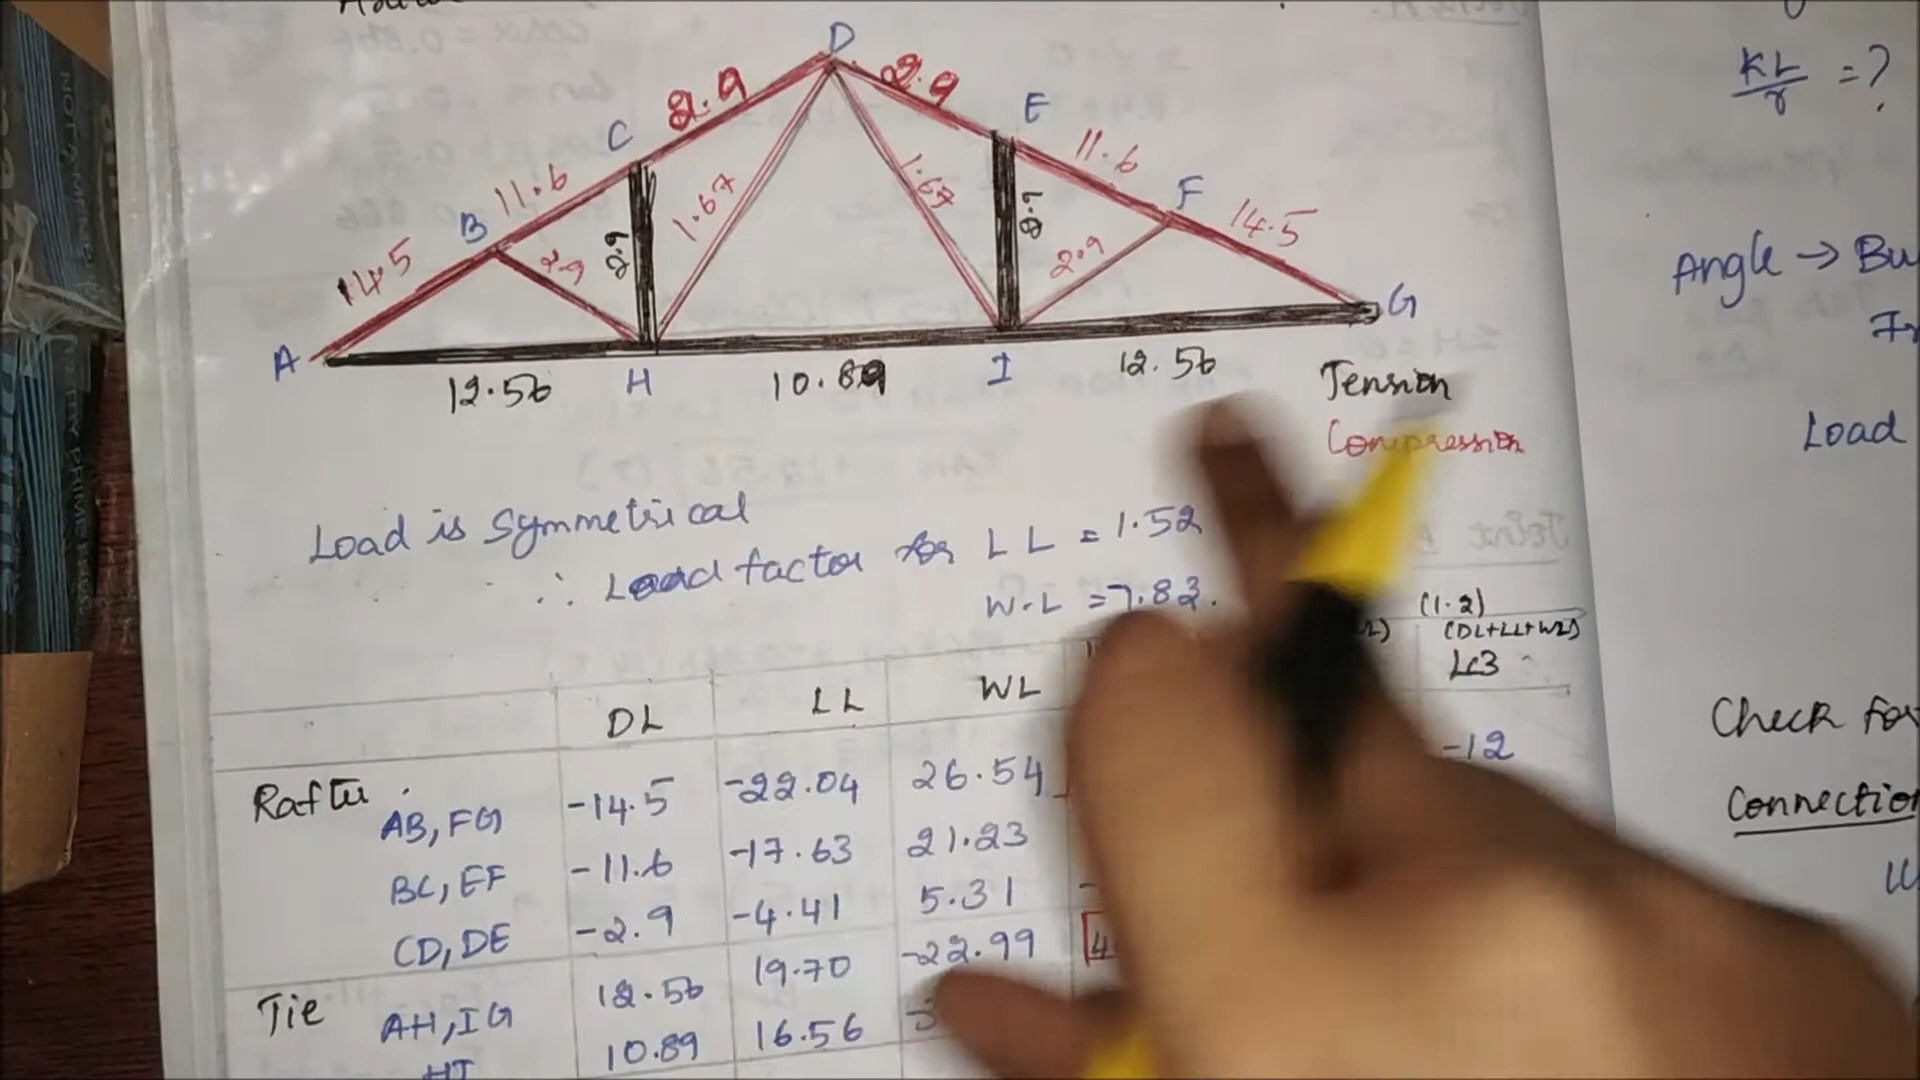 D
2.9
2.9
E
C
11.6
11.6
F
B
1.67
1.67
14.5
14.5
2.9
2.9
2.9
2.9
G
A
12.56
H
10.89
I
12.56
Tension
Compression
Load is Symmetrical
∴ Load factor for LL = 1.52
W.L = 7.83.
(1.2)
(DL+LL+WL)
LC3
DL LL WL
Rafter
AB, FG -14.5 -22.04 26.54 -12
BC, EF -11.6 -17.63 21.23
CD, DE -2.9 -4.41 5.31
Tie AH, IG 12.56 19.70 -22.99
HI 10.89 16.56
KL/r = ?
Angle →
Load
Check for
Connection